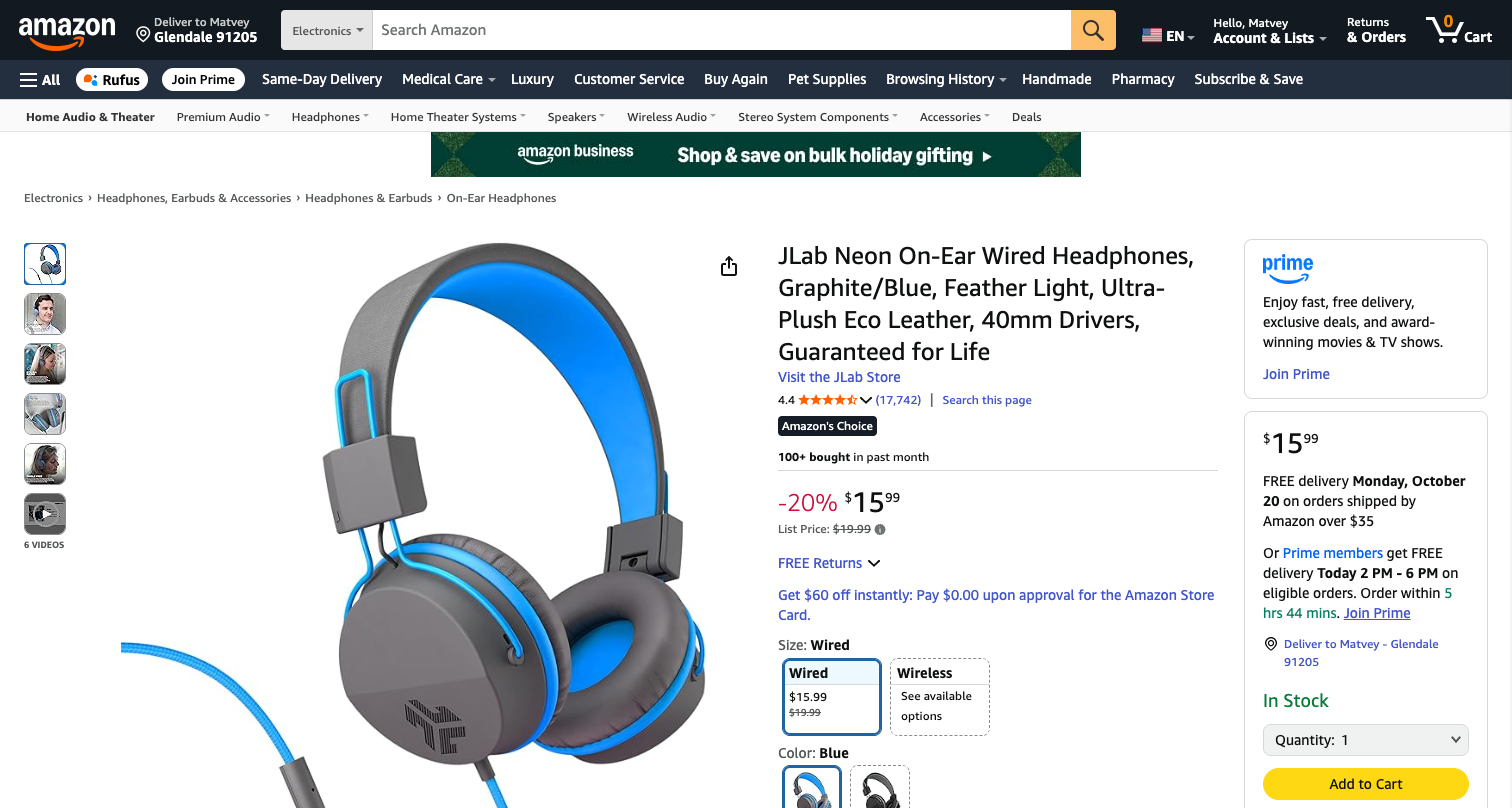 amazon
Deliver to Matvey
Glendale 91205
Electronics
Search Amazon
EN
Hello, Matvey
Account & Lists
Returns
& Orders
0
Cart
All
Rufus
Join Prime
Same-Day Delivery
Medical Care
Luxury
Customer Service
Buy Again
Pet Supplies
Browsing History
Handmade
Pharmacy
Subscribe & Save
Home Audio & Theater
Premium Audio
Headphones
Home Theater Systems
Speakers
Wireless Audio
Stereo System Components
Accessories
Deals
amazon business
Shop & save on bulk holiday gifting
Electronics › Headphones, Earbuds & Accessories › Headphones & Earbuds › On-Ear Headphones
6 VIDEOS
JLab Neon On-Ear Wired Headphones,
Graphite/Blue, Feather Light, Ultra-
Plush Eco Leather, 40mm Drivers,
Guaranteed for Life
Visit the JLab Store
4.4 (17,742) | Search this page
Amazon's Choice
100+ bought in past month
-20% $15 99
List Price: $19.99
FREE Returns
Get $60 off instantly: Pay $0.00 upon approval for the Amazon Store
Card.
Size: Wired
Wired
$15.99
$19.99
Wireless
See available
options
Color: Blue
prime
Enjoy fast, free delivery,
exclusive deals, and award-
winning movies & TV shows.
Join Prime
$15 99
FREE delivery Monday, October
20 on orders shipped by
Amazon over $35
Or Prime members get FREE
delivery Today 2 PM - 6 PM on
eligible orders. Order within 5
hrs 44 mins. Join Prime
Deliver to Matvey - Glendale
91205
In Stock
Quantity: 1
Add to Cart